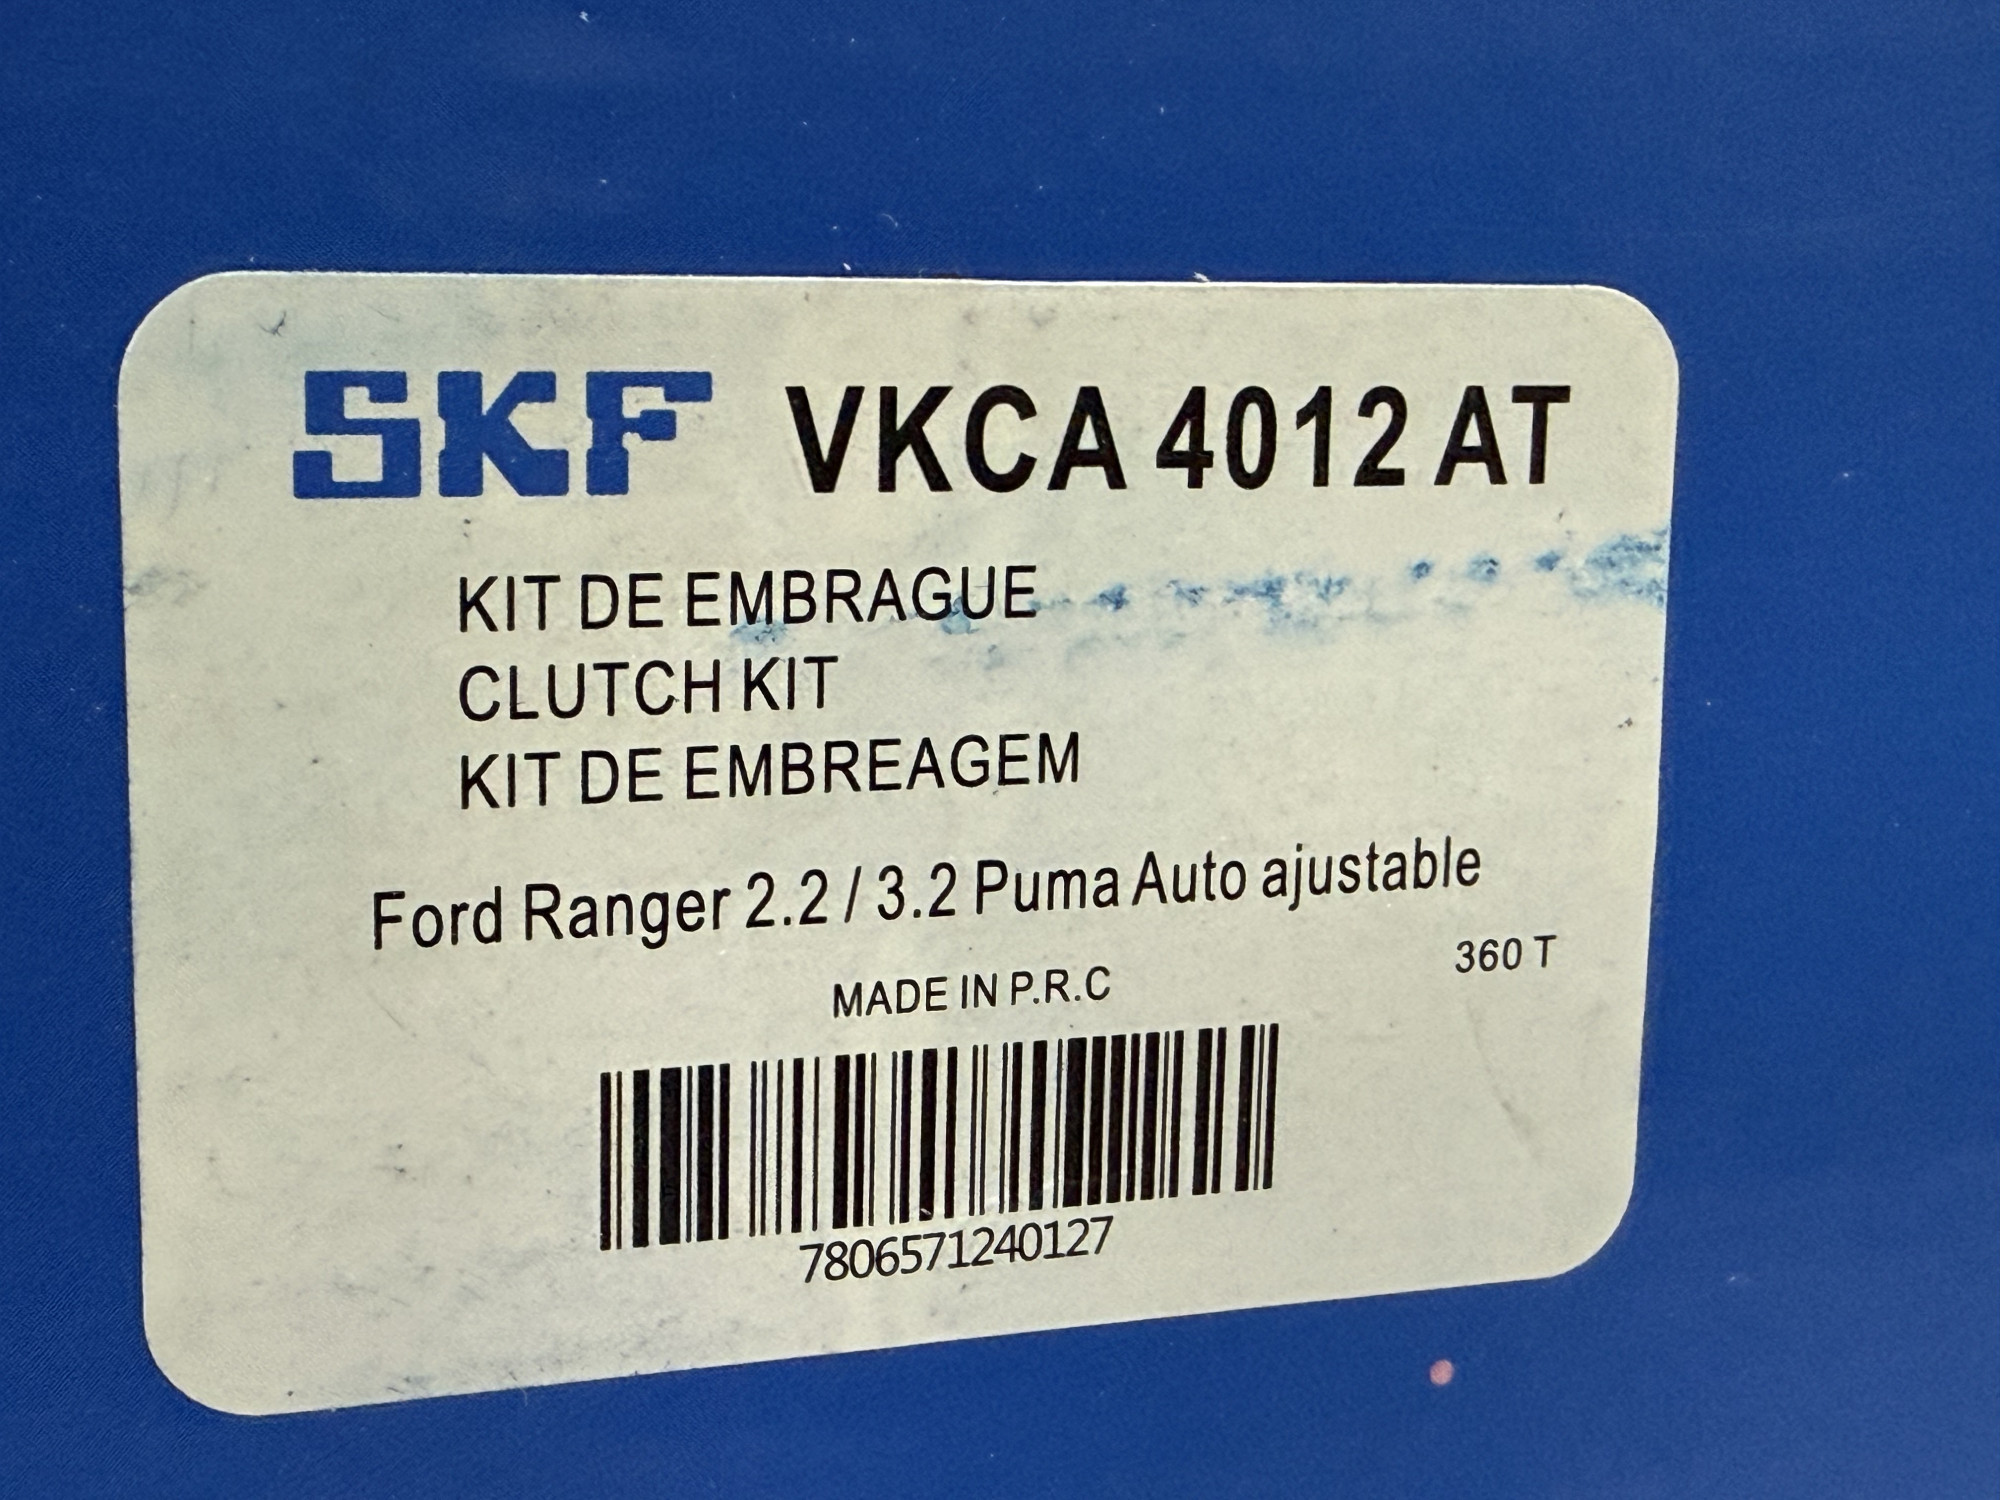 SKF VKCA 4012 AT
KIT DE EMBRAGUE
CLUTCH KIT
KIT DE EMBREAGEM
Ford Ranger 2.2 / 3.2 Puma Auto ajustable
360 T
MADE IN P.R.C
7806571240127